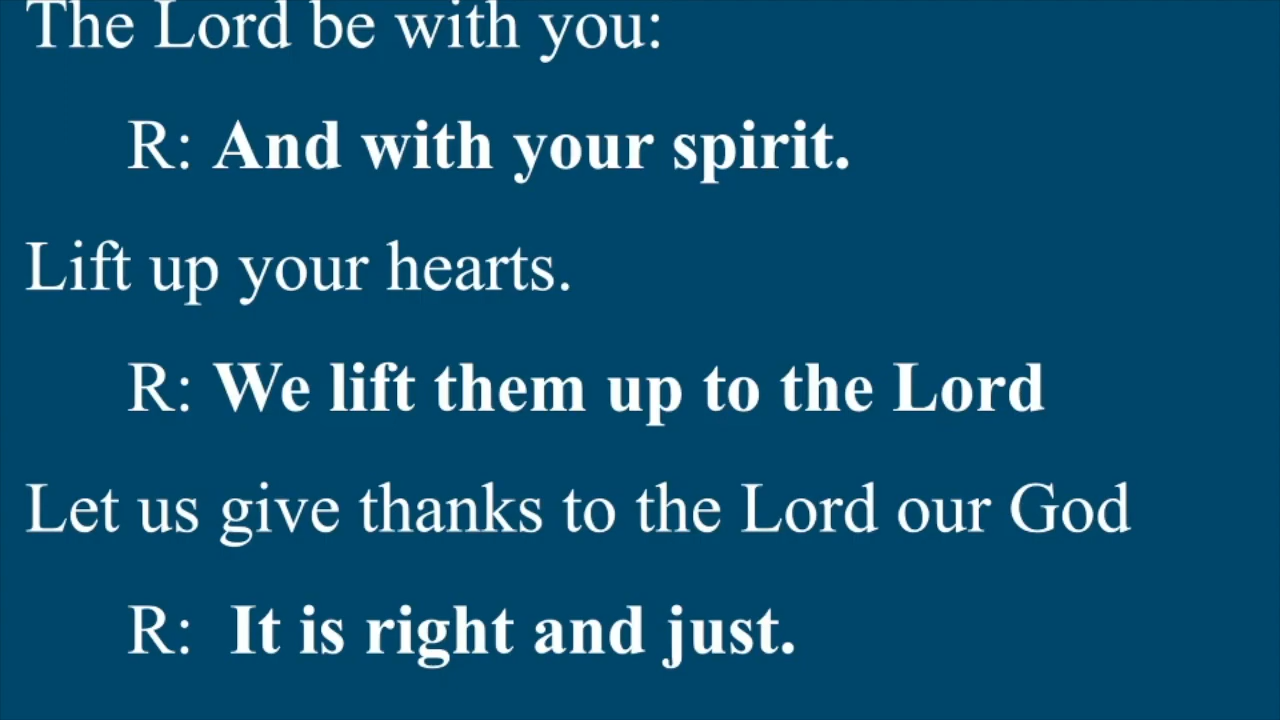 The Lord be with you:
R: And with your spirit.
Lift up your hearts.
R: We lift them up to the Lord
Let us give thanks to the Lord our God
R: It is right and just.